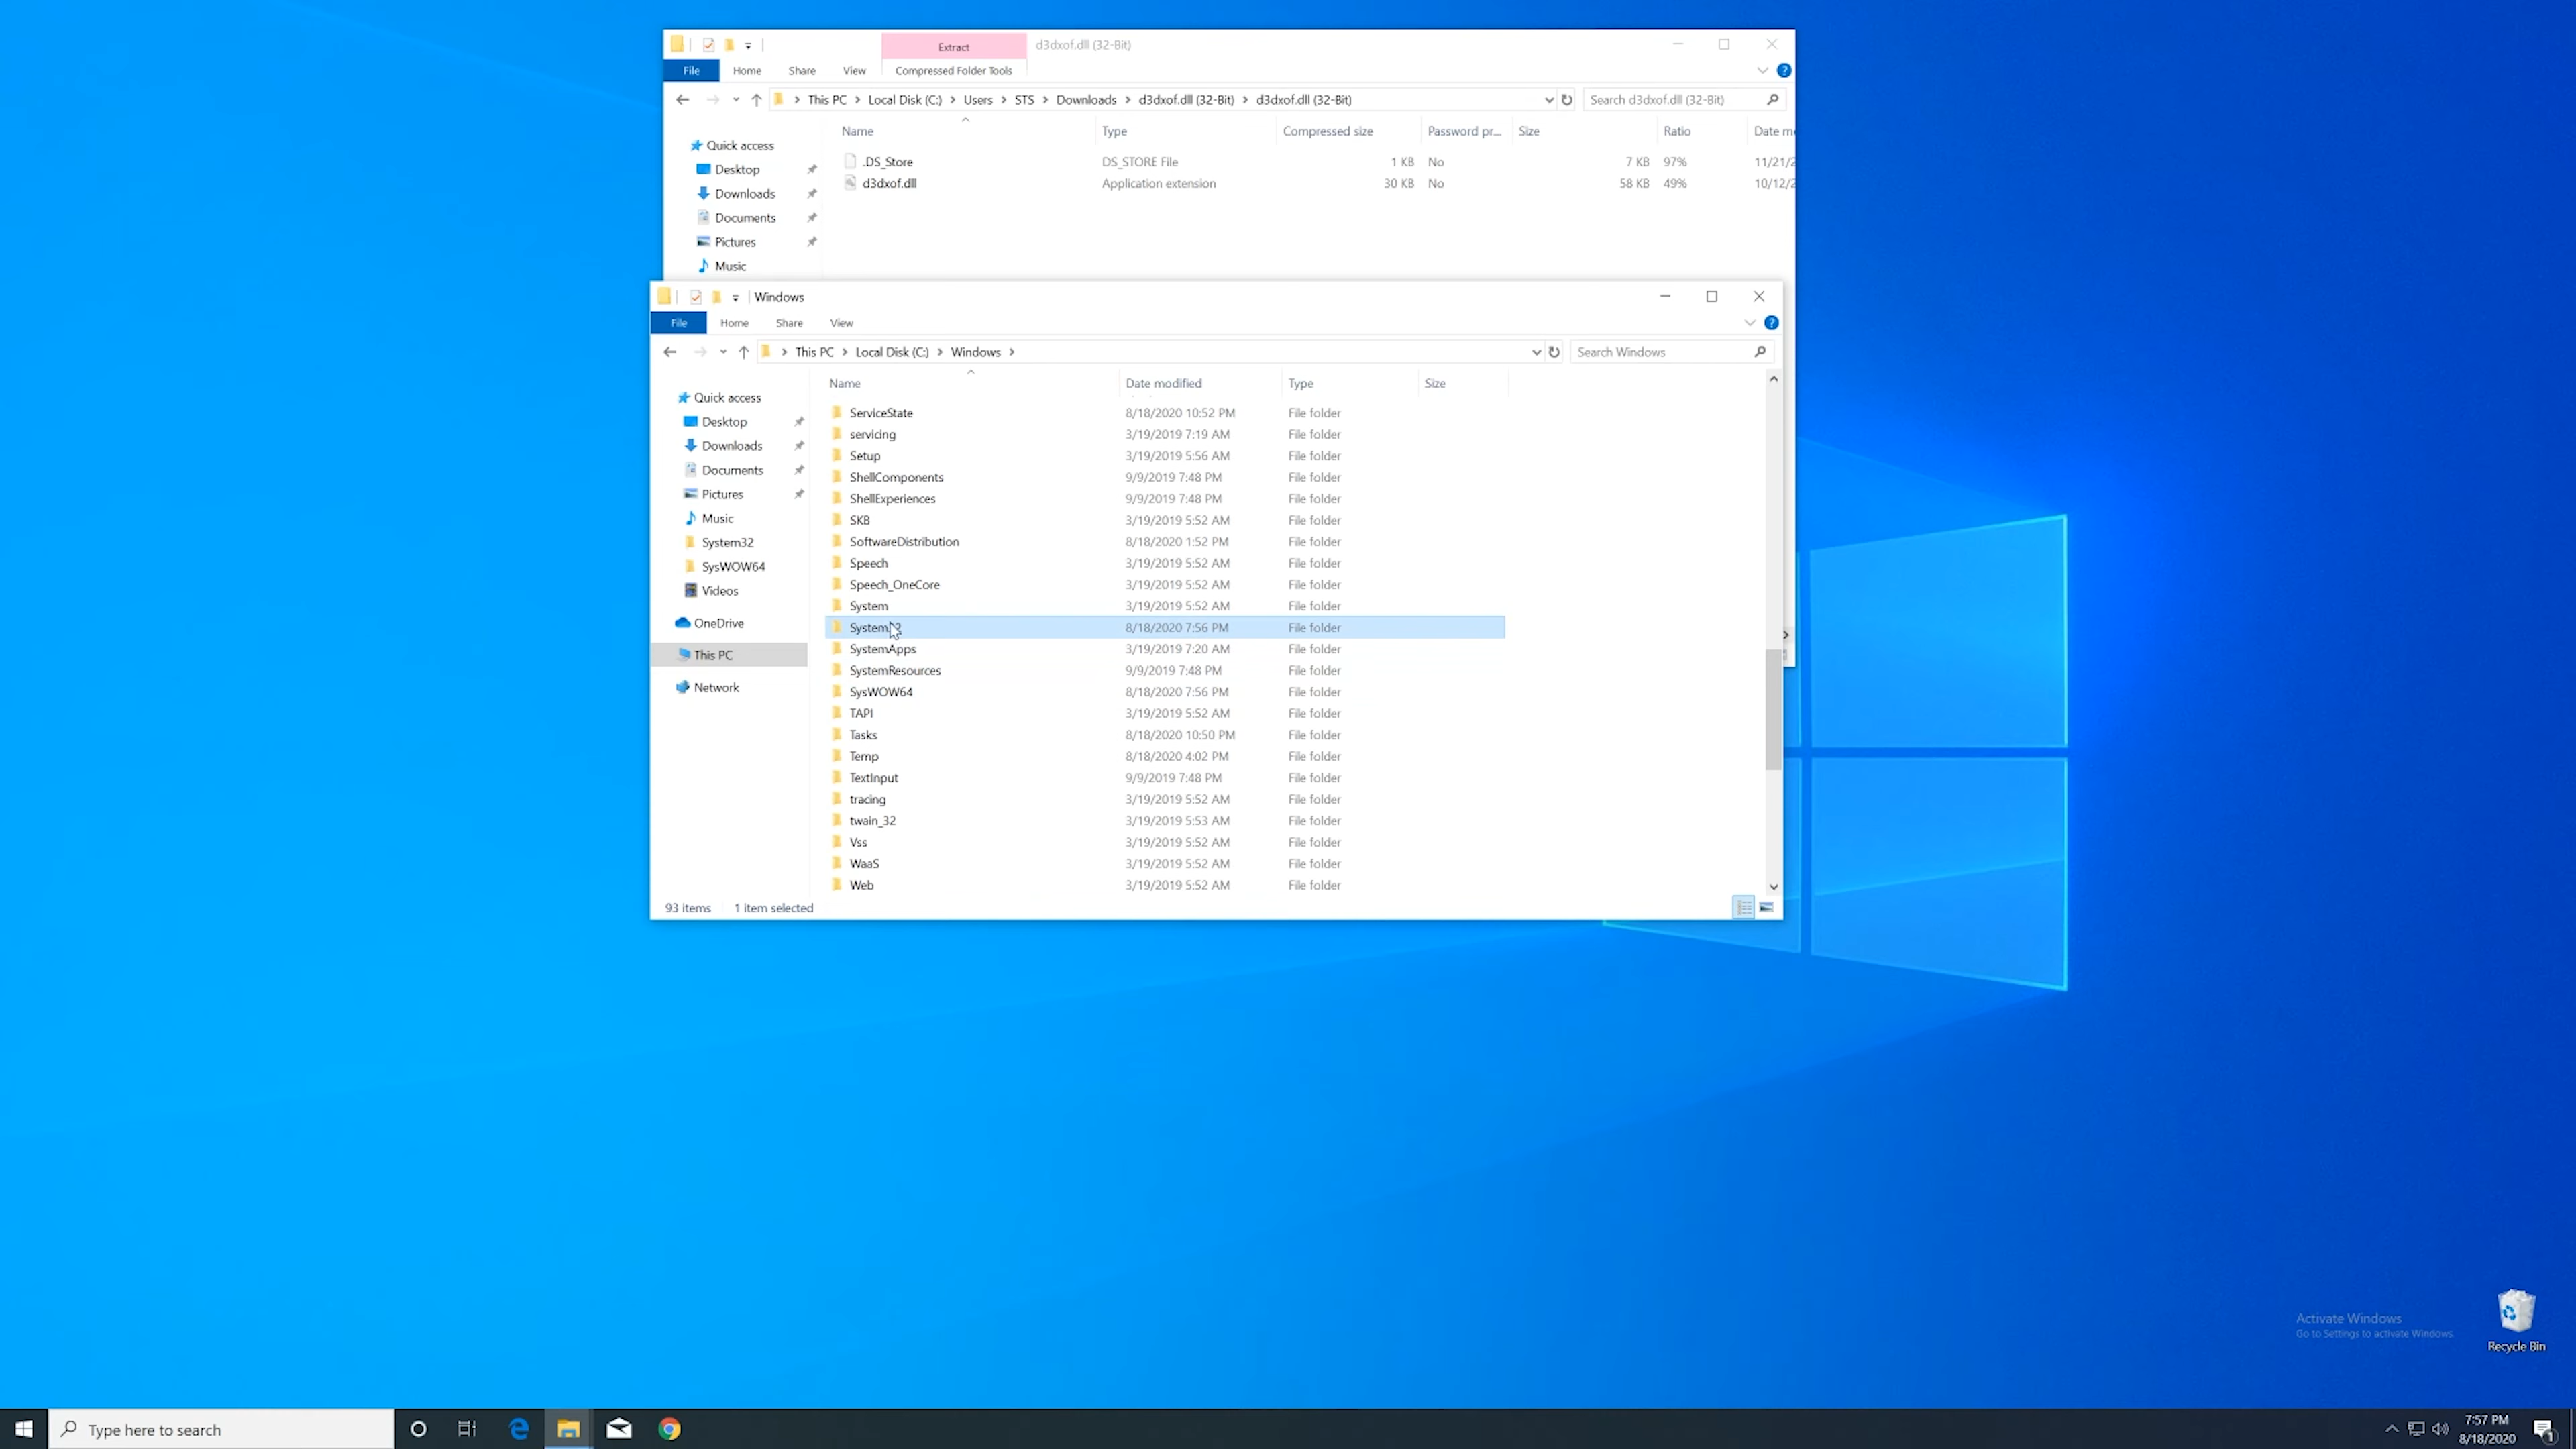 Extract
d3dxof.dll (32-Bit)
File Home Share View Compressed Folder Tools
This PC Local Disk (C:) Users STS Downloads d3dxof.dll (32-Bit) d3dxof.dll (32-Bit) Search d3dxof.dll (32-Bit)
Name Type Compressed size Password pr... Size Ratio Date mo
.DS_Store DS_STORE File 1 KB No 7 KB 97% 11/21/2
d3dxof.dll Application extension 30 KB No 58 KB 49% 10/12/2
Quick access
Desktop
Downloads
Documents
Pictures
Music
Windows
File Home Share View
This PC Local Disk (C:) Windows Search Windows
Quick access
Desktop
Downloads
Documents
Pictures
Music
System32
SysWOW64
Videos
OneDrive
This PC
Network
Name Date modified Type Size
ServiceState 8/18/2020 10:52 PM File folder
servicing 3/19/2019 7:19 AM File folder
Setup 3/19/2019 5:56 AM File folder
ShellComponents 9/9/2019 7:48 PM File folder
ShellExperiences 9/9/2019 7:48 PM File folder
SKB 3/19/2019 5:52 AM File folder
SoftwareDistribution 8/18/2020 1:52 PM File folder
Speech 3/19/2019 5:52 AM File folder
Speech_OneCore 3/19/2019 5:52 AM File folder
System 3/19/2019 5:52 AM File folder
System32 8/18/2020 7:56 PM File folder
SystemApps 3/19/2019 7:20 AM File folder
SystemResources 9/9/2019 7:48 PM File folder
SysWOW64 8/18/2020 7:56 PM File folder
TAPI 3/19/2019 5:52 AM File folder
Tasks 8/18/2020 10:50 PM File folder
Temp 8/18/2020 4:02 PM File folder
TextInput 9/9/2019 7:48 PM File folder
tracing 3/19/2019 5:52 AM File folder
twain_32 3/19/2019 5:53 AM File folder
Vss 3/19/2019 5:52 AM File folder
WaaS 3/19/2019 5:52 AM File folder
Web 3/19/2019 5:52 AM File folder
93 items 1 item selected
Activate Windows
Go to Settings to activate Windows.
Recycle Bin
Type here to search
7:57 PM
8/18/2020
1